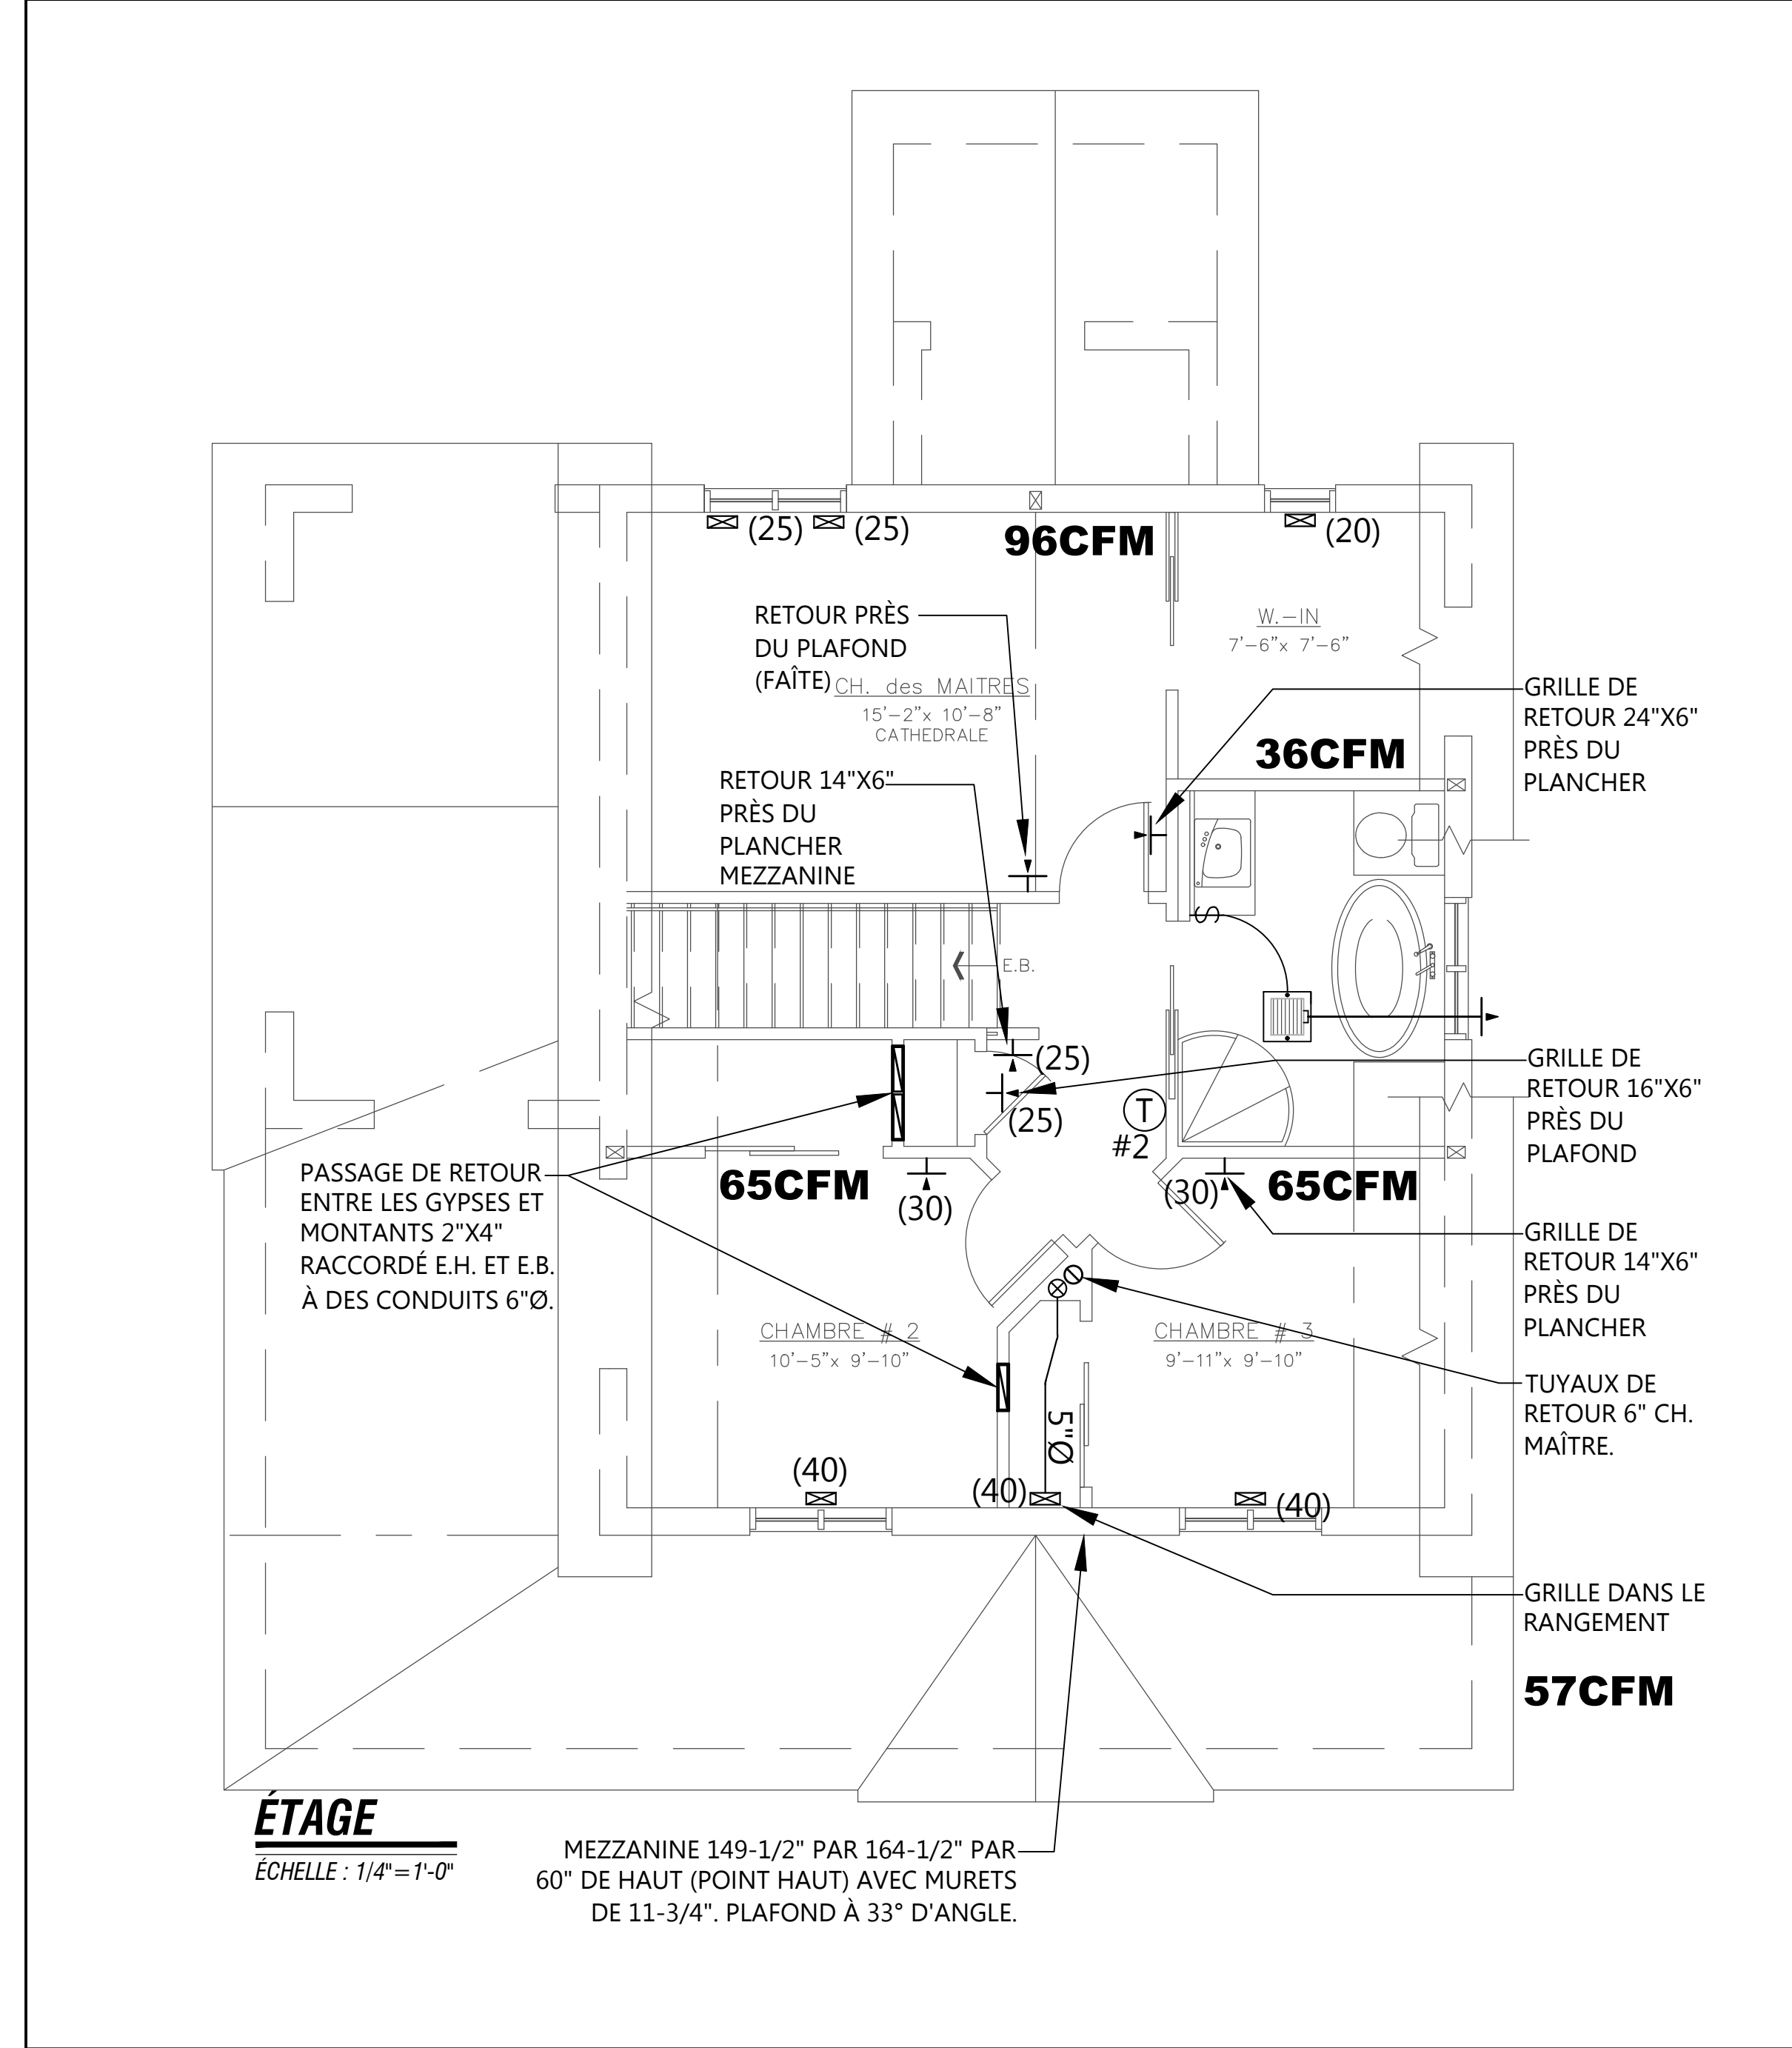 (25)
(25)
96CFM
(20)
RETOUR PRÈS
DU PLAFOND
(FAÎTE)
CH. des MAITRES
15'-2"x 10'-8"
CATHEDRALE
W.-IN
7'-6"x 7'-6"
GRILLE DE
RETOUR 24"X6"
PRÈS DU
PLANCHER
36CFM
RETOUR 14"X6"
PRÈS DU
PLANCHER
MEZZANINE
S
E.B.
(25)
(25)
T
#2
GRILLE DE
RETOUR 16"X6"
PRÈS DU
PLAFOND
PASSAGE DE RETOUR
ENTRE LES GYPSES ET
MONTANTS 2"X4"
RACCORDÉ E.H. ET E.B.
À DES CONDUITS 6"Ø.
65CFM
(30)
(30)
65CFM
GRILLE DE
RETOUR 14"X6"
PRÈS DU
PLANCHER
CHAMBRE # 2
10'-5"x 9'-10"
CHAMBRE # 3
9'-11"x 9'-10"
TUYAUX DE
RETOUR 6" CH.
MAÎTRE.
5"Ø
(40)
(40)
(40)
GRILLE DANS LE
RANGEMENT
57CFM
ÉTAGE
ÉCHELLE : 1/4"=1'-0"
MEZZANINE 149-1/2" PAR 164-1/2" PAR
60" DE HAUT (POINT HAUT) AVEC MURETS
DE 11-3/4". PLAFOND À 33° D'ANGLE.